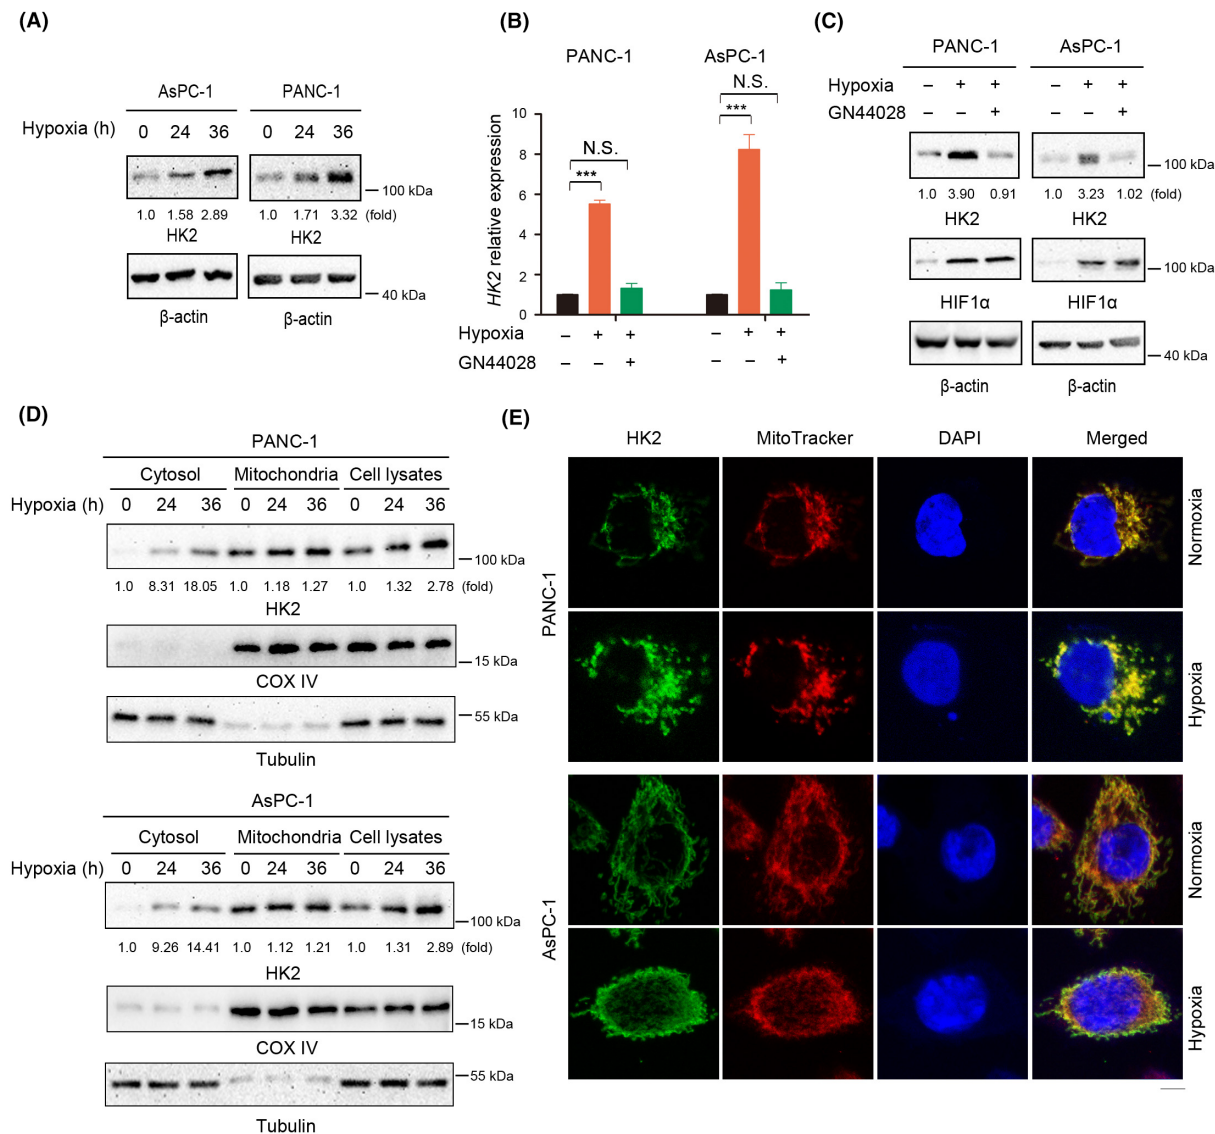 (A)
AsPC-1 PANC-1
Hypoxia (h) 0 24 36 0 24 36
100 kDa
1.0 1.58 2.89 1.0 1.71 3.32 (fold)
HK2 HK2
40 kDa
β-actin β-actin
(B)
PANC-1 AsPC-1
N.S.
***
N.S.
***
HK2 relative expression
10
8
6
4
2
0
Hypoxia – + + – + +
GN44028 – – + – – +
(C)
PANC-1 AsPC-1
Hypoxia – + + – + +
GN44028 – – + – – +
100 kDa
1.0 3.90 0.91 1.0 3.23 1.02 (fold)
HK2 HK2
100 kDa
HIF1α HIF1α
40 kDa
β-actin β-actin
(D)
PANC-1
Cytosol Mitochondria Cell lysates
Hypoxia (h) 0 24 36 0 24 36 0 24 36
100 kDa
1.0 8.31 18.05 1.0 1.18 1.27 1.0 1.32 2.78 (fold)
HK2
15 kDa
COX IV
55 kDa
Tubulin
AsPC-1
Cytosol Mitochondria Cell lysates
Hypoxia (h) 0 24 36 0 24 36 0 24 36
100 kDa
1.0 9.26 14.41 1.0 1.12 1.21 1.0 1.31 2.89 (fold)
HK2
15 kDa
COX IV
55 kDa
Tubulin
(E)
HK2 MitoTracker DAPI Merged
PANC-1
Normoxia
Hypoxia
AsPC-1
Normoxia
Hypoxia